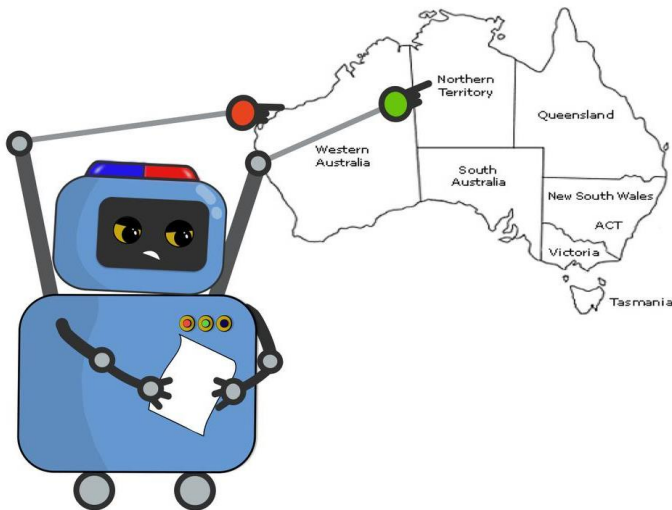 Northern
Territory
Queensland
Western
Australia
South
Australia
New South Wales
ACT
Victoria
Tasmania